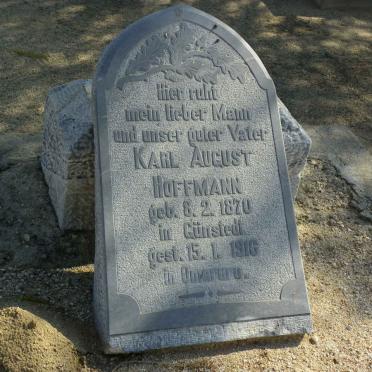 Hier ruht
mein lieber Mann
und unser guter Vater
KARL AUGUST
HOFFMANN
geb. 8. 2. 1870
in Günstedt
gest. 15. 1. 1916
in